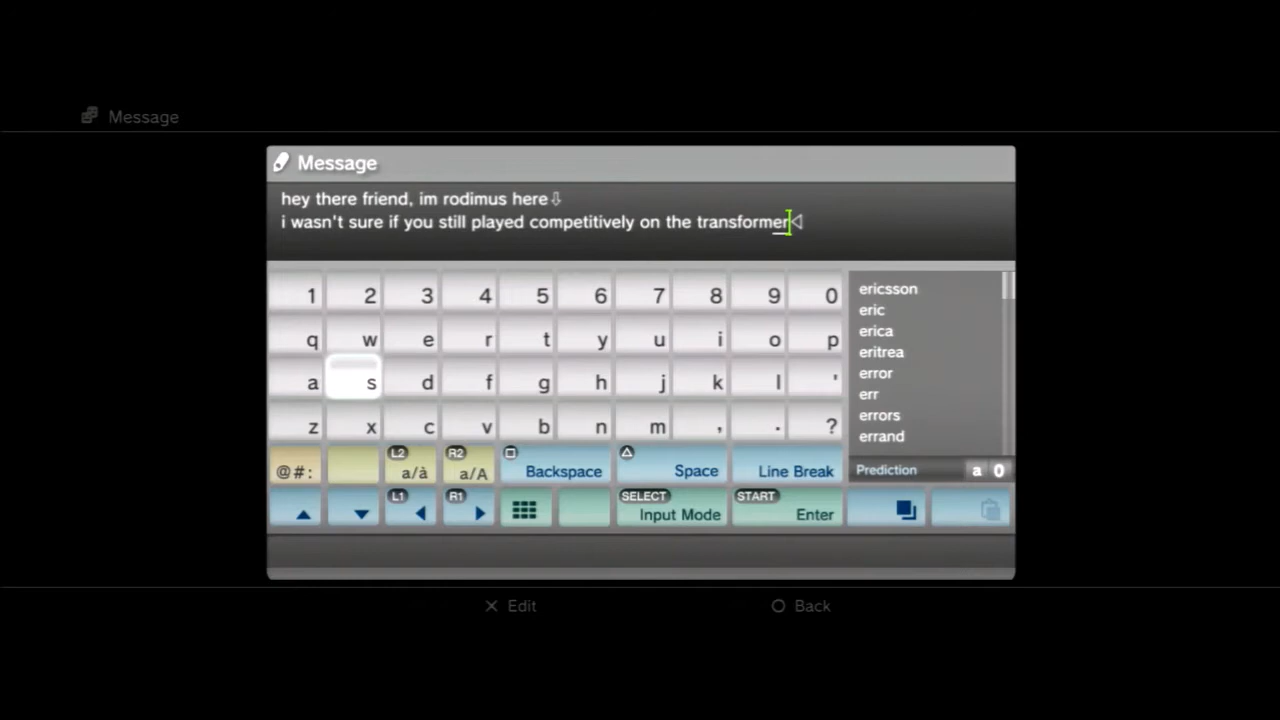 Message
Message
hey there friend, im rodimus here⇩
i wasn't sure if you still played competitively on the transformer
1 2 3 4 5 6 7 8 9 0
q w e r t y u i o p
a s d f g h j k l '
z x c v b n m , . ?
ericsson
eric
erica
eritrea
error
err
errors
errand
@#: L2 a/à R2 a/A Backspace Space Line Break
Prediction a 0
L1 R1 SELECT Input Mode START Enter
Edit Back